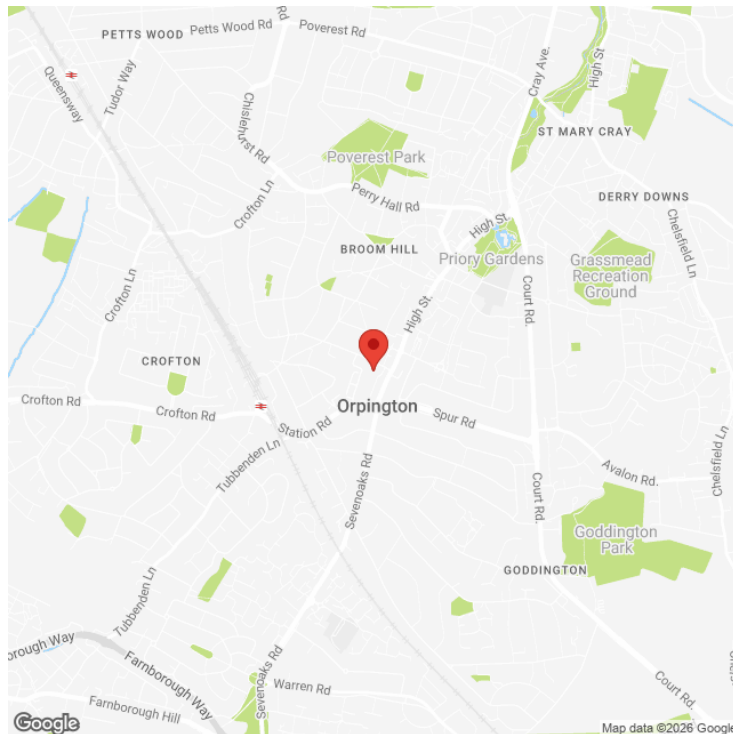 PETTS WOOD
Petts Wood Rd
Rd
Poverest Rd
Queensway
Tudor Way
Cray Ave.
High St
Chislehurst Rd
ST MARY CRAY
Poverest Park
Crofton Ln
Perry Hall Rd
DERRY DOWNS
High St.
Chelsfield Ln
BROOM HILL
Priory Gardens
Grassmead
Recreation
Ground
Crofton Ln
Court Rd.
High St.
CROFTON
Crofton Rd
Crofton Rd
Orpington
Spur Rd
Station Rd
Tubbenden Ln
Chelsfield Ln
Sevenoaks Rd
Avalon Rd.
Court Rd.
Goddington
Park
GODDINGTON
Tubbenden Ln
orough Way
Farnborough Way
Sevenoaks Rd
Warren Rd
Court Rd.
Farnborough Hill
Google
Map data ©2026 Google